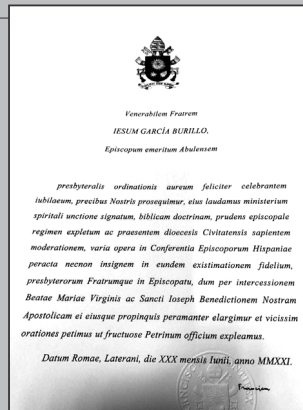 Venerabilem Fratrem
IESUM GARCÍA BURILLO,
Episcopum emeritum Abulensem
presbyteralis ordinationis aureum feliciter celebrantem
iubilaeum, precibus Nostris prosequimur, eius laudamus ministerium
spiritali unctione signatum, biblicam doctrinam, prudens episcopale
regimen expletum ac praesentem dioecesis Civitatensis sapientem
moderationem, varia opera in Conferentia Episcoporum Hispaniae
peracta necnon insignem in eundem existimationem fidelium,
presbyterorum Fratrumque in Episcopatu, dum per intercessionem
Beatae Mariae Virginis ac Sancti Ioseph Benedictionem Nostram
Apostolicam ei eiusque propinquis peramanter elargimur et vicissim
orationes petimus ut fructuose Petrinum officium expleamus.
Datum Romae, Laterani, die XXX mensis Iunii, anno MMXXI.
Franciscus